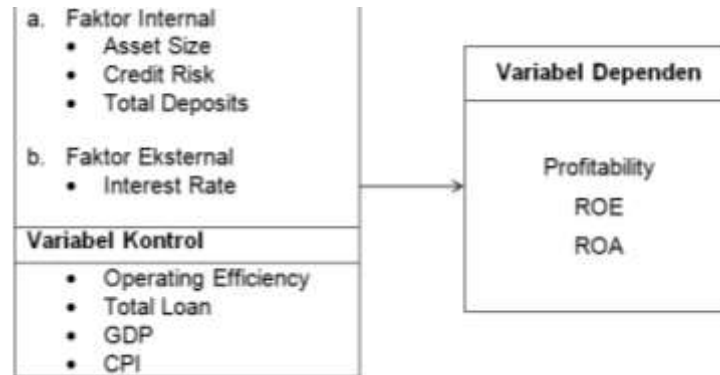 a. Faktor Internal
• Asset Size
• Credit Risk
• Total Deposits
b. Faktor Eksternal
• Interest Rate
Variabel Kontrol
• Operating Efficiency
• Total Loan
• GDP
• CPI
Variabel Dependen
Profitability
ROE
ROA